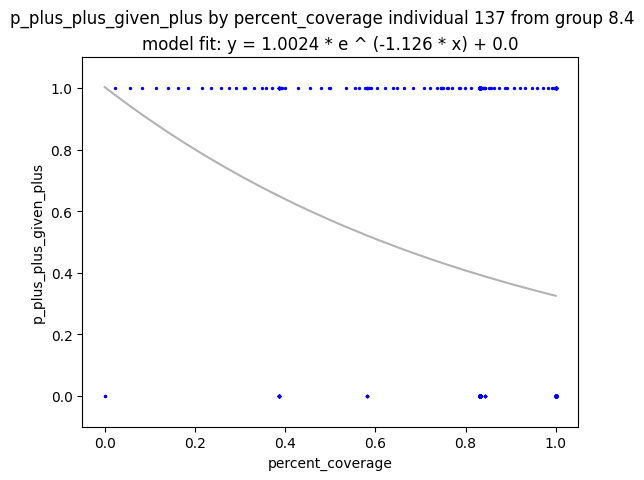 p_plus_plus_given_plus by percent_coverage individual 137 from group 8.4
model fit: y = 1.0024 * e ^ (-1.126 * x) + 0.0
1.0
0.8
0.6
0.4
0.2
0.0
p_plus_plus_given_plus
0.0 0.2 0.4 0.6 0.8 1.0
percent_coverage